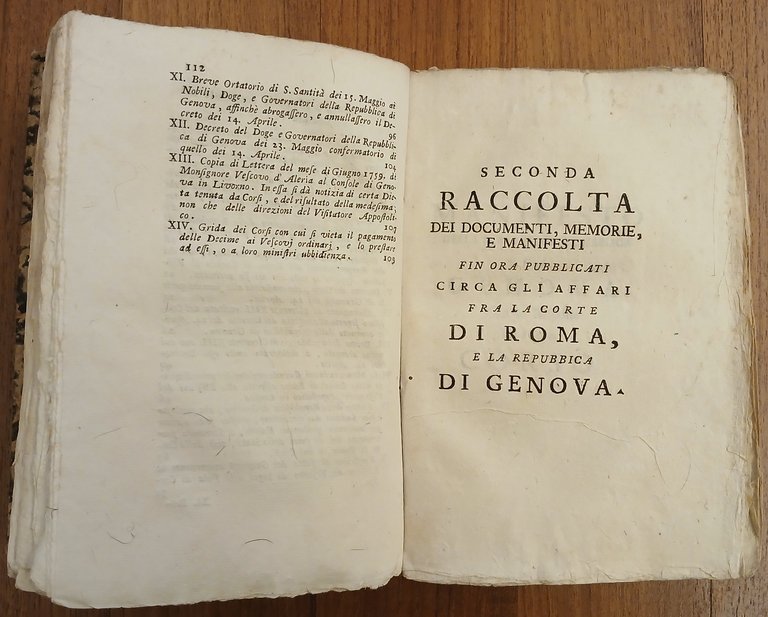 112
XI. Breve Ortatorio di S. Santità dei 15. Maggio ai
Nobili, Doge, e Governatori della Repubblica di
Genova, affinchè abrogaſſero, e annullaſſero il De-
creto dei 14. Aprile. 96
XII. Decreto del Doge e Governatori della Repubbli-
ca di Genova dei 23. Maggio confermatorio di
quello dei 14. Aprile. 104
XIII. Copia di Lettera del meſe di Giugno 1759. di
Monſignore Veſcovo d'Aleria al Conſole di Geno-
va in Livorno. In eſſa ſi dà notizia di certa Die-
ta tenuta da Corſi, e del riſultato della medeſima;
non che delle direzioni del Viſitatore Appoſtoli-
co. 107
XIV. Grida dei Corſi con cui ſi vieta il pagamento
delle Decime ai Veſcovj ordinarj, e lo preſtare
ad eſſi, o a loro miniſtri ubbidienza. 103
SECONDA
RACCOLTA
DEI DOCUMENTI, MEMORIE,
E MANIFESTI
FIN ORA PUBBLICATI
CIRCA GLI AFFARI
FRA LA CORTE
DI ROMA,
E LA REPUBBICA
DI GENOVA.